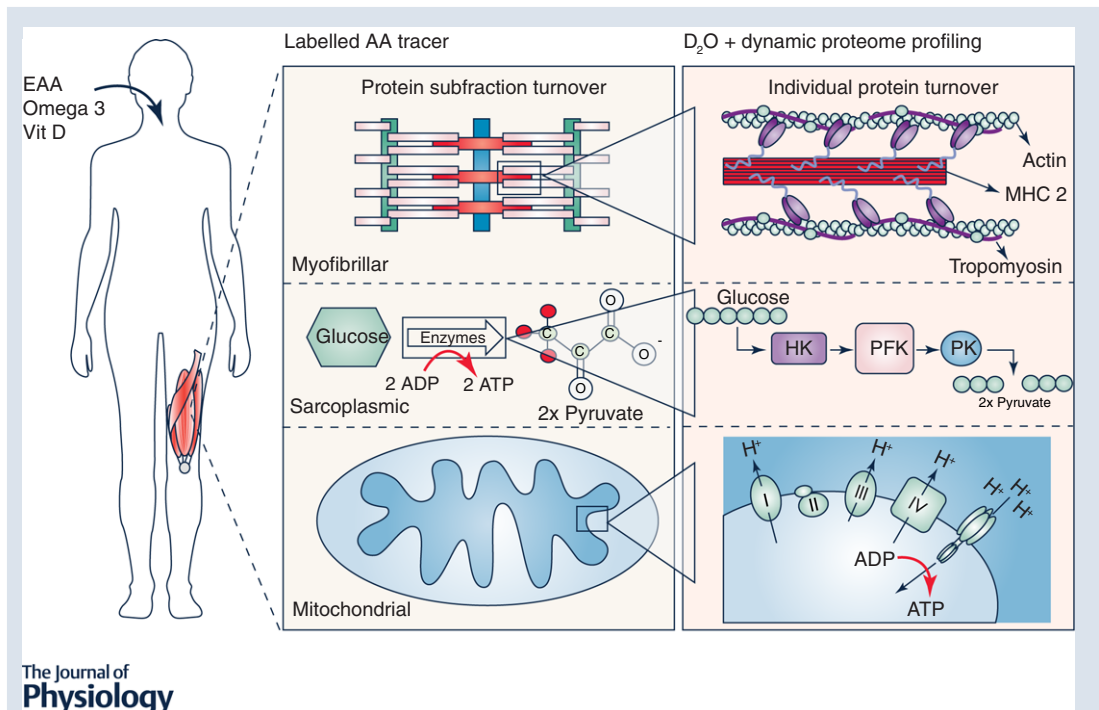 Labelled AA tracer
D₂O + dynamic proteome profiling
EAA
Omega 3
Vit D
Protein subfraction turnover
Individual protein turnover
Actin
MHC 2
Tropomyosin
Myofibrillar
Glucose
Enzymes
2 ADP
2 ATP
O
C
C
C
O
O
-
2x Pyruvate
Sarcoplasmic
Glucose
HK
PFK
PK
2x Pyruvate
Mitochondrial
H⁺
H⁺
H⁺
H⁺
H⁺
H⁺
I
II
III
IV
ADP
ATP
The Journal of
Physiology